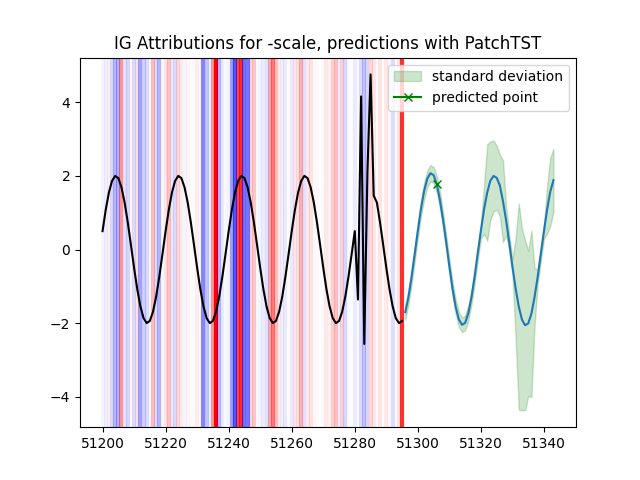 IG Attributions for -scale, predictions with PatchTST
standard deviation
predicted point
4
2
0
−2
−4
51200 51220 51240 51260 51280 51300 51320 51340